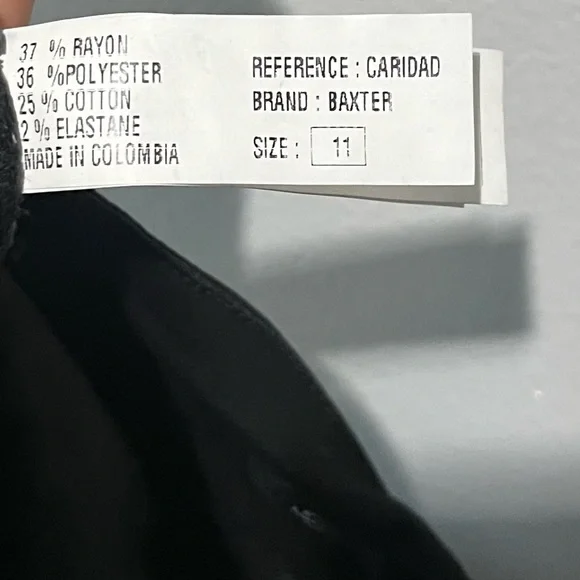 37 % RAYON
36 %POLYESTER
25 % COTTON
2 % ELASTANE
MADE IN COLOMBIA
REFERENCE : CARIDAD
BRAND : BAXTER
SIZE : 11